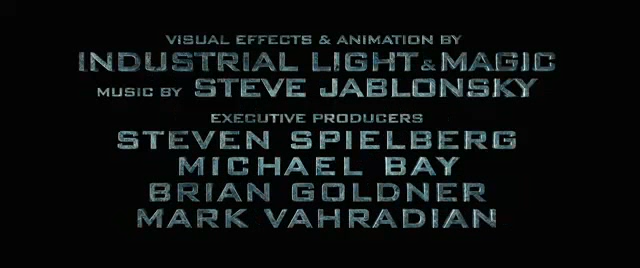 VISUAL EFFECTS & ANIMATION BY
INDUSTRIAL LIGHT & MAGIC
MUSIC BY STEVE JABLONSKY
EXECUTIVE PRODUCERS
STEVEN SPIELBERG
MICHAEL BAY
BRIAN GOLDNER
MARK VAHRADIAN